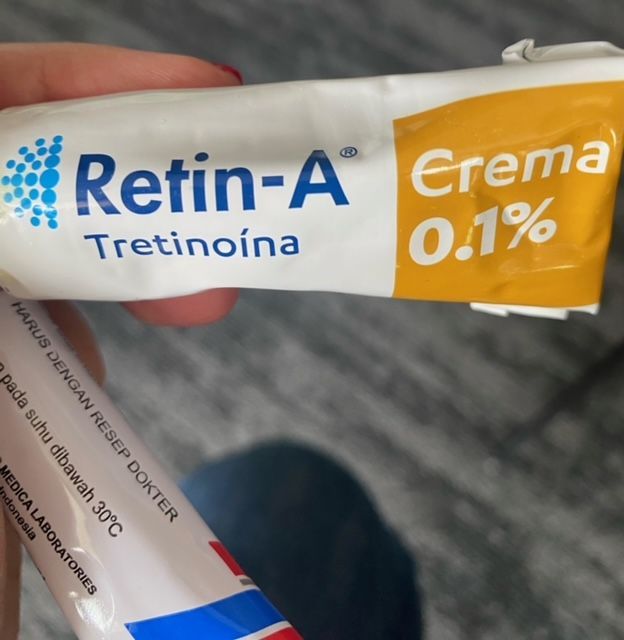 Retin-A®
Tretinoína
Crema
0.1%
HARUS DENGAN RESEP DOKTER
pada suhu dibawah 30°C
MEDICA LABORATORIES
Indonesia